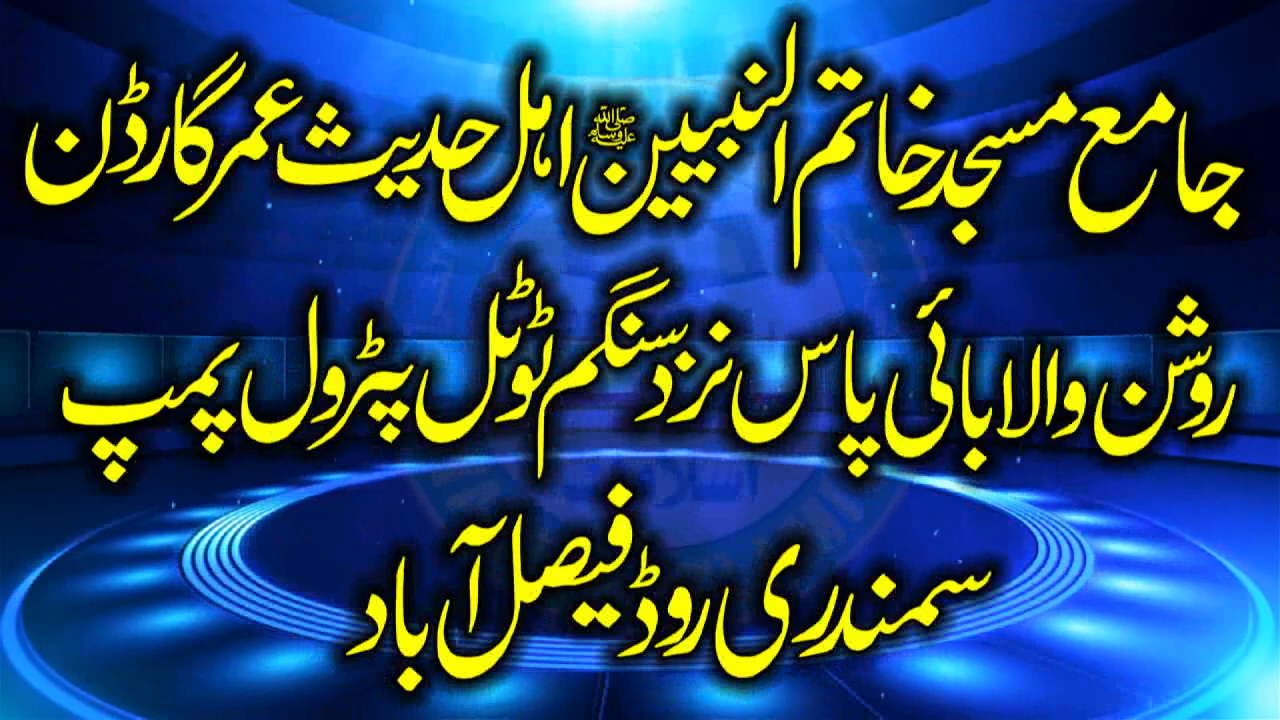 جامع مسجد خاتم النبیین ﷺ اہل حدیث عمر گارڈن
روشن والا بائی پاس نزد سنگم ٹوٹل پٹرول پمپ
سمندری روڈ فیصل آباد